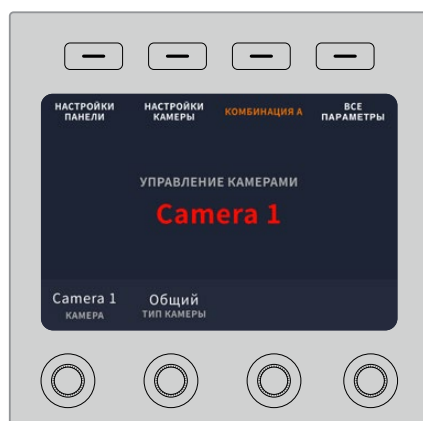 НАСТРОЙКИ ПАНЕЛИ
НАСТРОЙКИ КАМЕРЫ
КОМБИНАЦИЯ А
ВСЕ ПАРАМЕТРЫ
УПРАВЛЕНИЕ КАМЕРАМИ
Camera 1
Camera 1
КАМЕРА
Общий
ТИП КАМЕРЫ